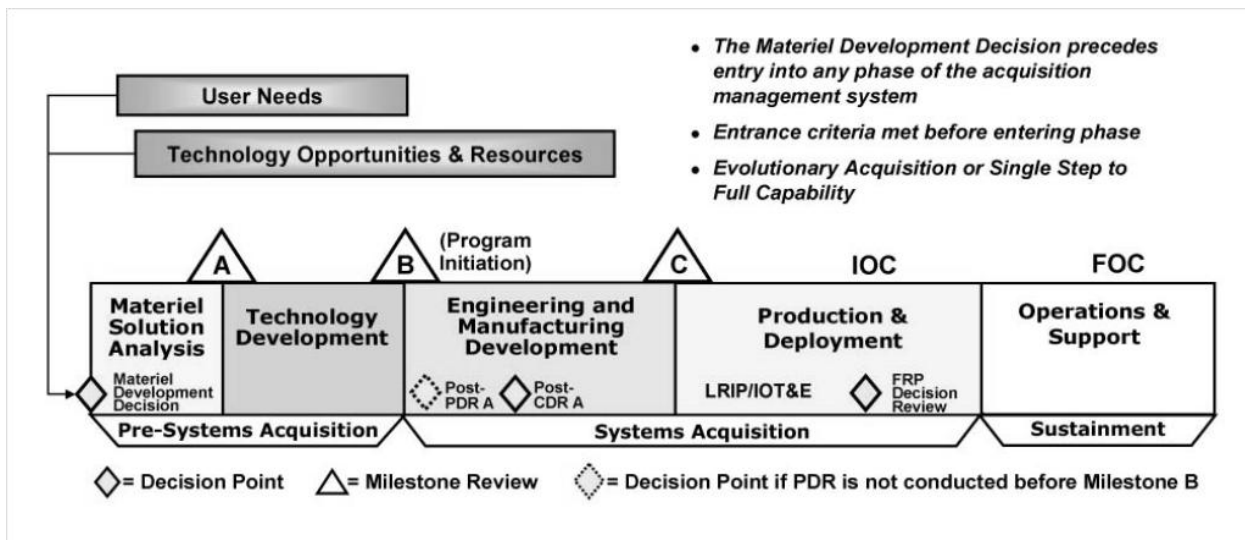 User Needs
Technology Opportunities & Resources
• The Materiel Development Decision precedes
entry into any phase of the acquisition
management system
• Entrance criteria met before entering phase
• Evolutionary Acquisition or Single Step to
Full Capability
A
B
(Program
Initiation)
C
IOC
FOC
Materiel
Solution
Analysis
Materiel
Development
Decision
Technology
Development
Engineering and
Manufacturing
Development
Post-
PDR A
Post-
CDR A
Production &
Deployment
LRIP/IOT&E
FRP
Decision
Review
Operations &
Support
Pre-Systems Acquisition
Systems Acquisition
Sustainment
= Decision Point
= Milestone Review
= Decision Point if PDR is not conducted before Milestone B